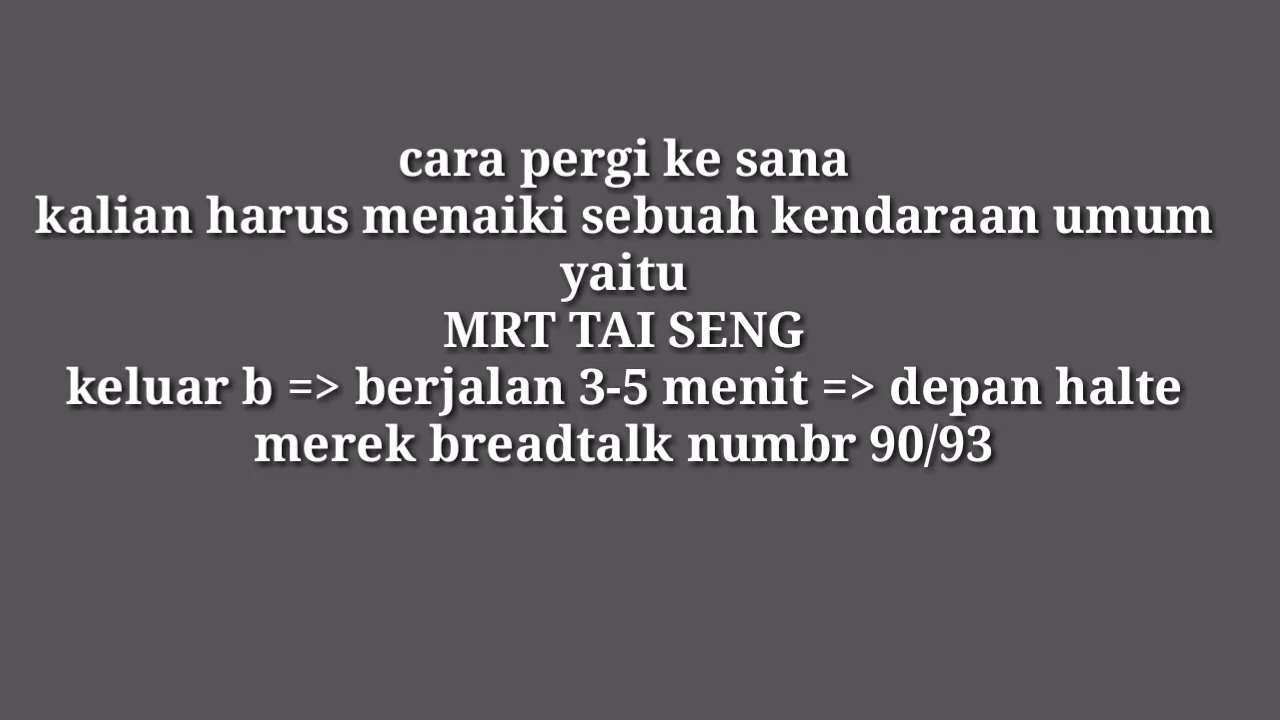 cara pergi ke sana
kalian harus menaiki sebuah kendaraan umum
yaitu
MRT TAI SENG
keluar b => berjalan 3-5 menit => depan halte
merek breadtalk numbr 90/93